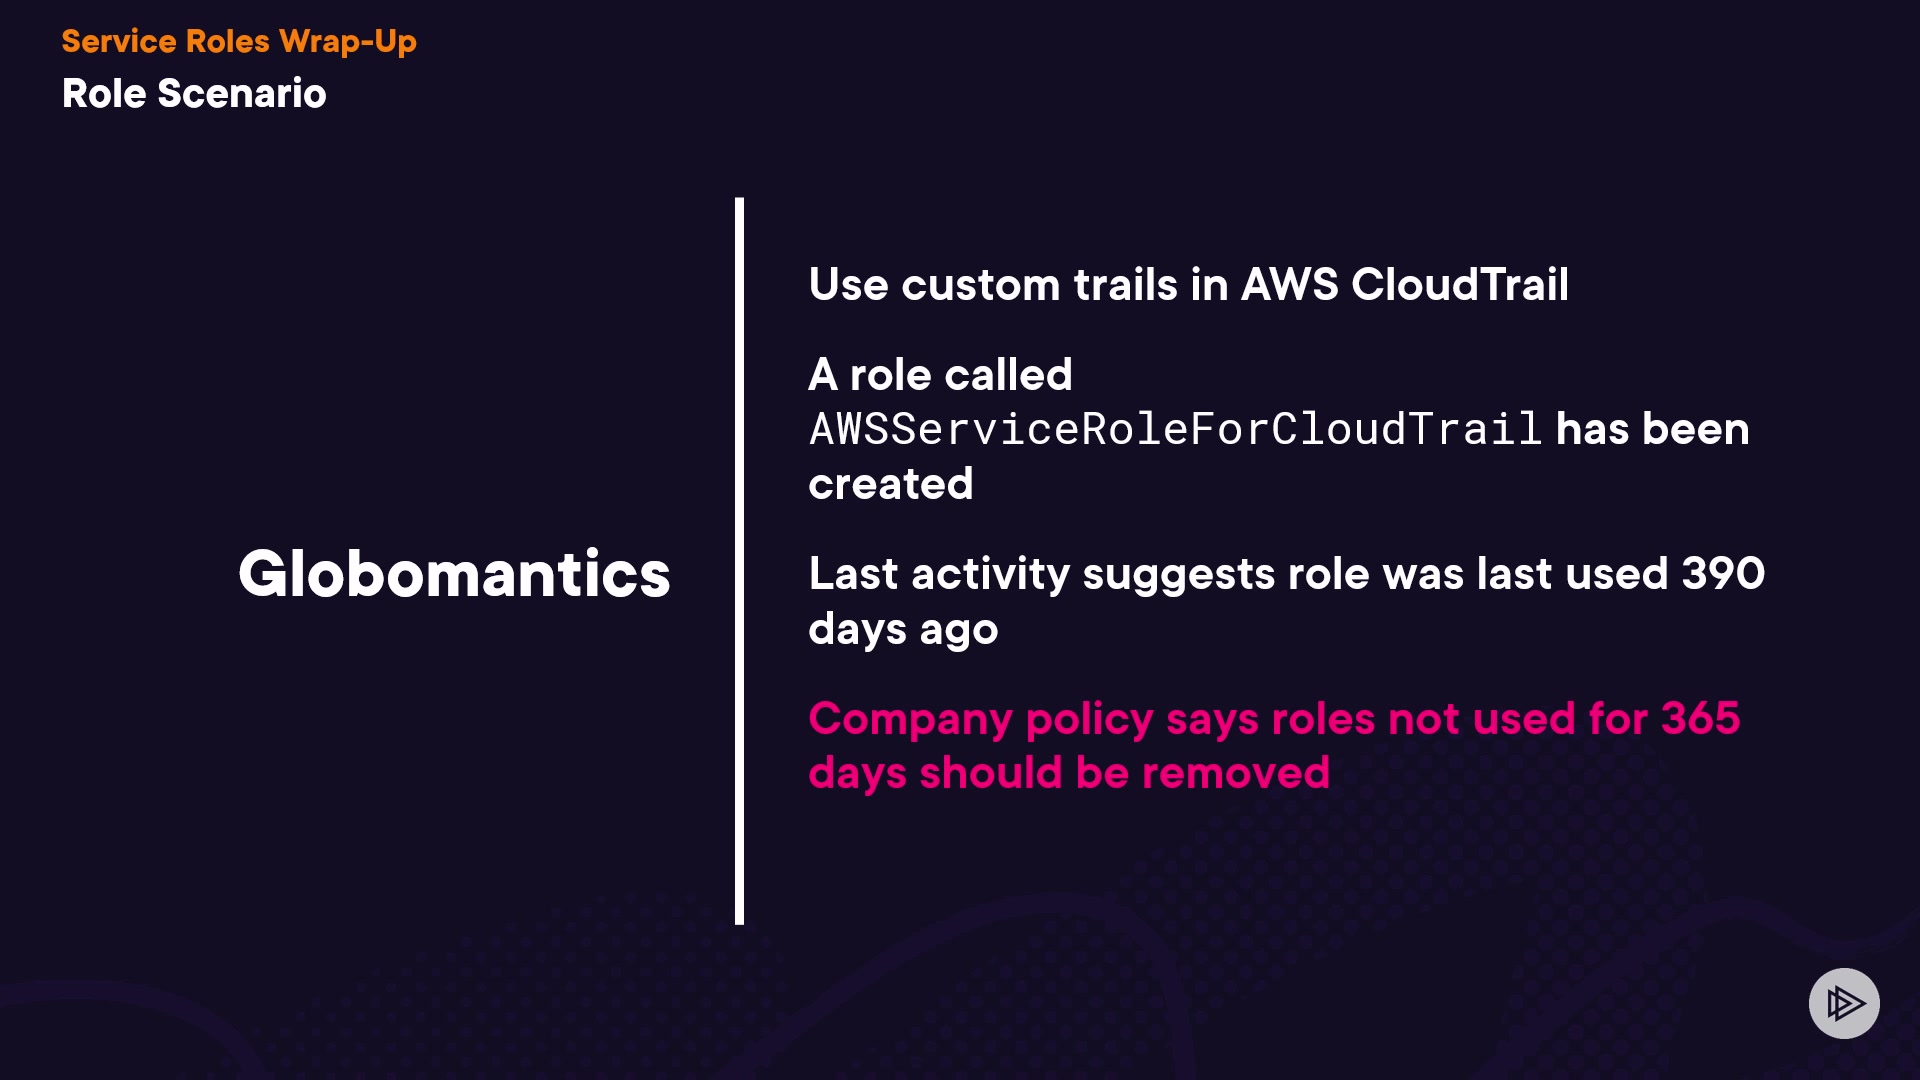 Service Roles Wrap-Up
Role Scenario
Globomantics
Use custom trails in AWS CloudTrail
A role called
AWSServiceRoleForCloudTrail has been
created
Last activity suggests role was last used 390
days ago
Company policy says roles not used for 365
days should be removed